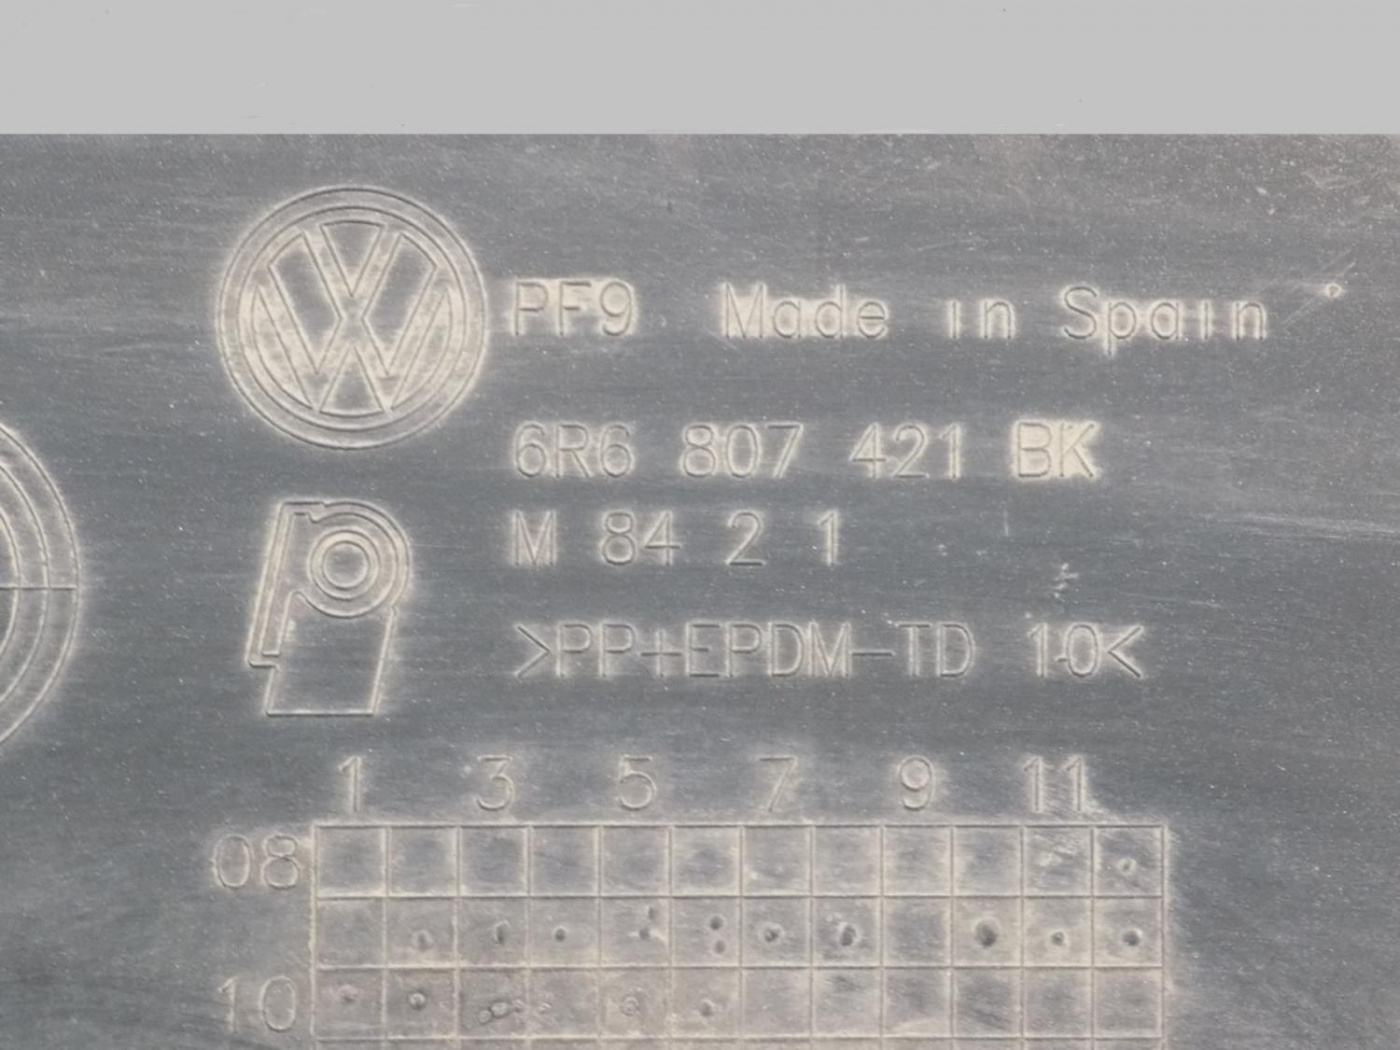 PF9 Made in Spain
6R6 807 421 BK
M 84 2 1
>PP+EPDM-TD 10<
1 3 5 7 9 11
08
10